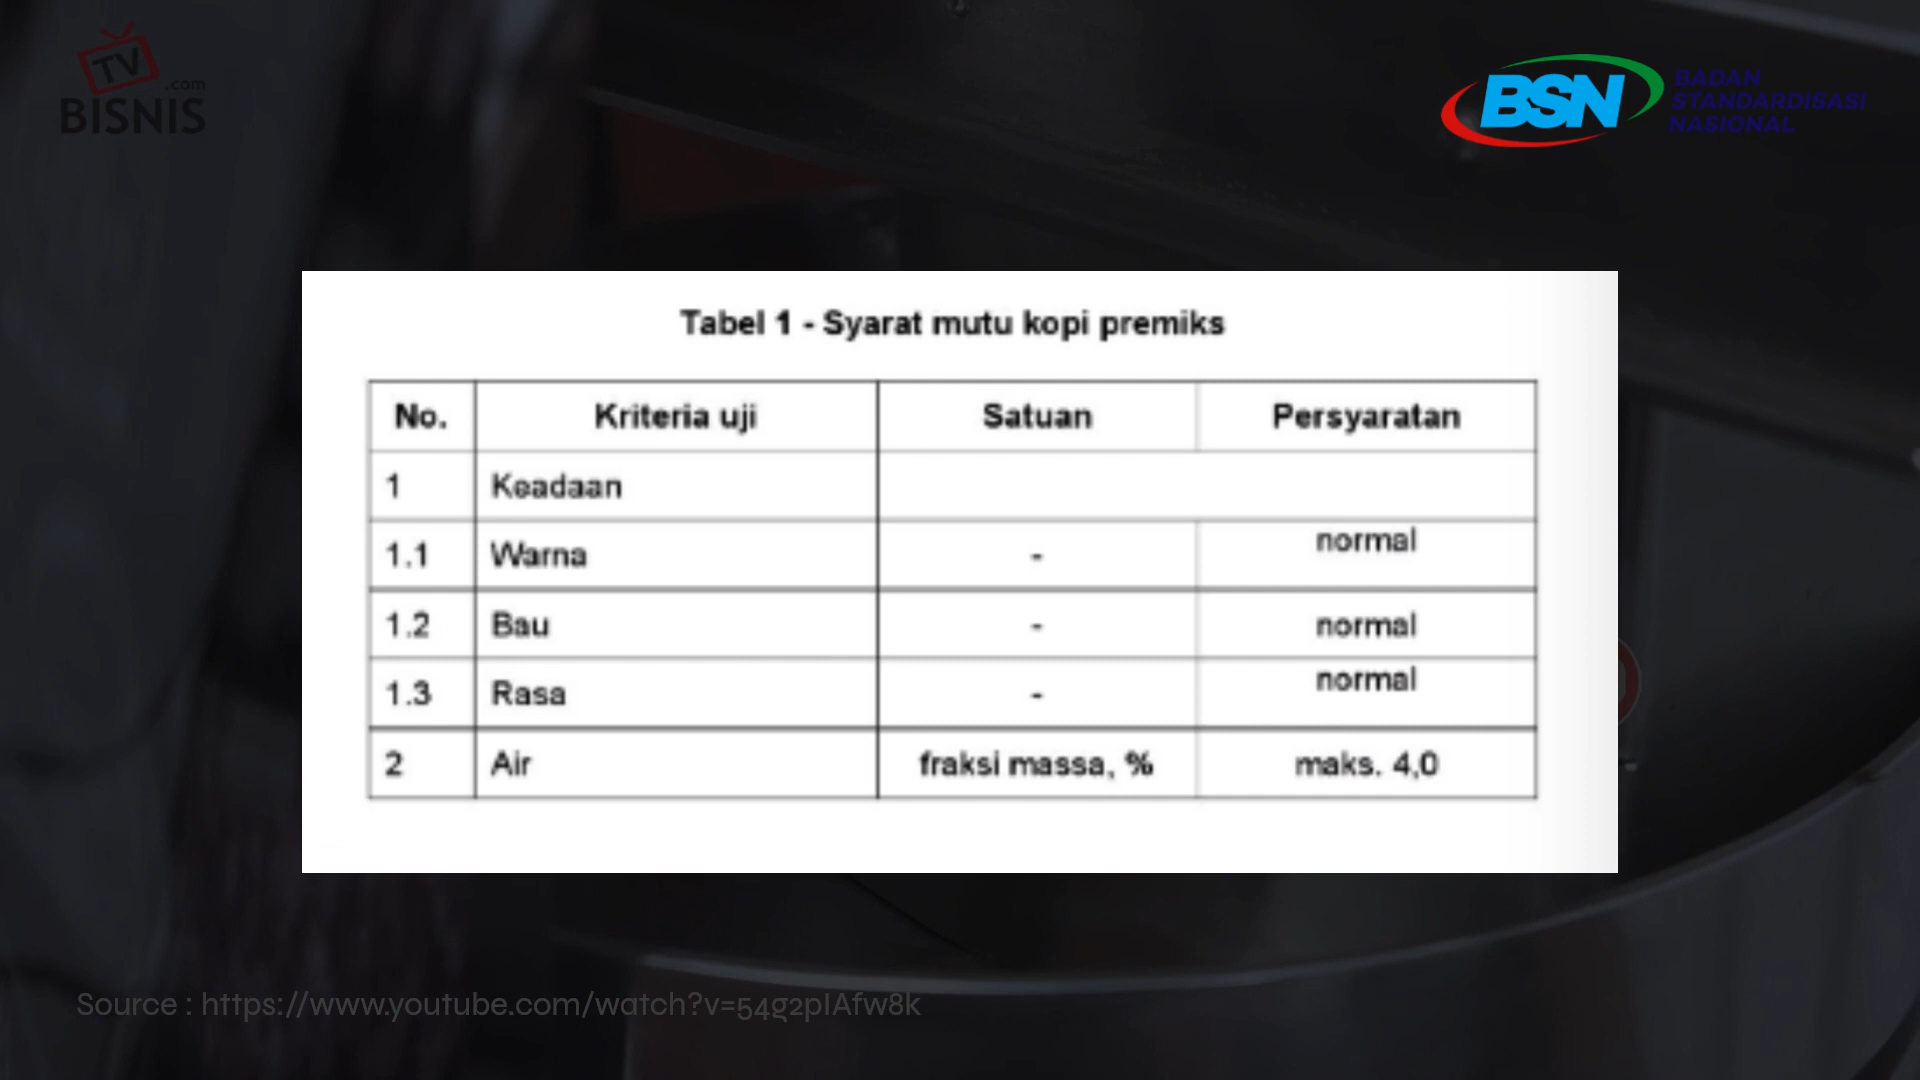 TV
.com
BISNIS
BSN
BADAN
STANDARDISASI
NASIONAL
Tabel 1 - Syarat mutu kopi premiks
No. Kriteria uji Satuan Persyaratan
1 Keadaan
1.1 Warna - normal
1.2 Bau - normal
1.3 Rasa - normal
2 Air fraksi massa, % maks. 4,0
Source : https://www.youtube.com/watch?v=54g2pIAfw8k